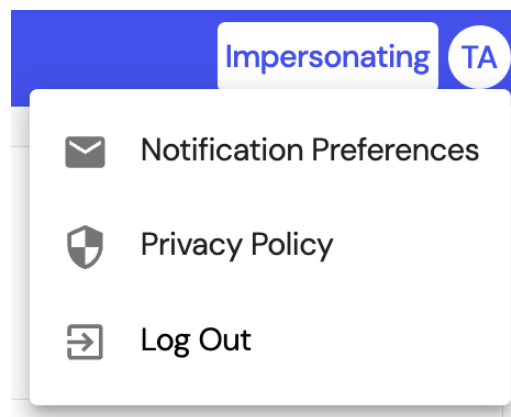 Impersonating TA
Notification Preferences
Privacy Policy
Log Out